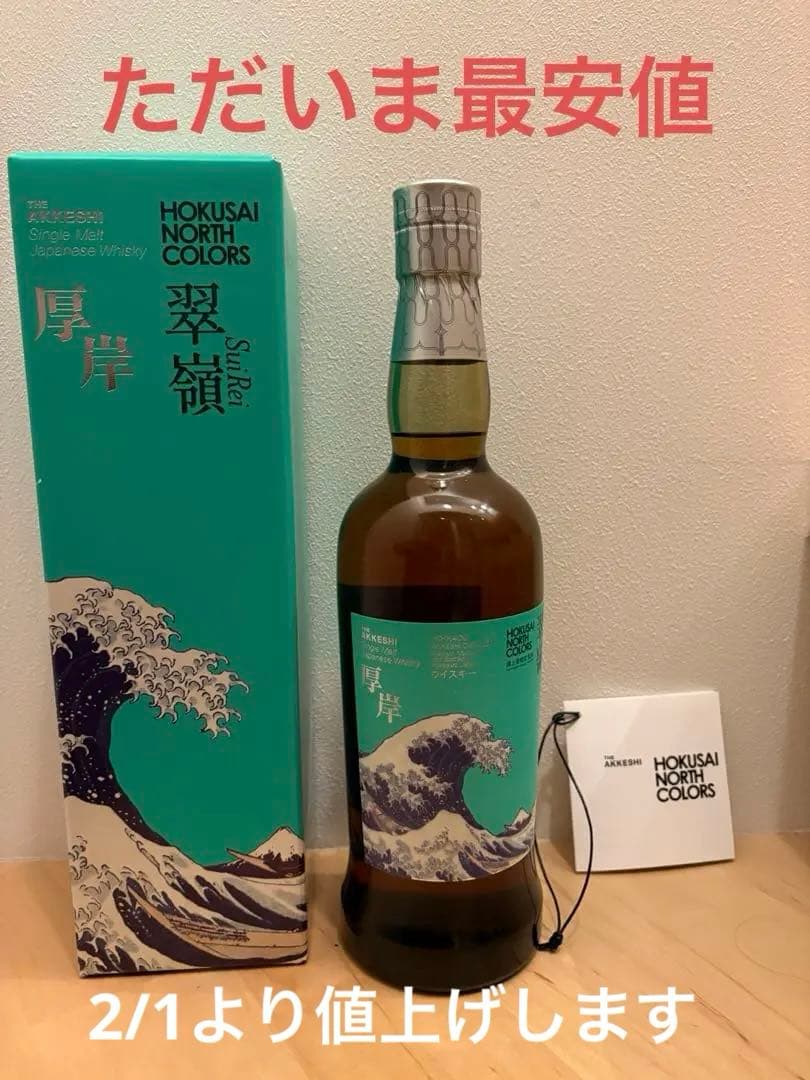 ただいま最安値
THE
AKKESHI
Single Malt
Japanese Whisky
HOKUSAI
NORTH
COLORS
厚岸
翠嶺
SuiRei
THE
AKKESHI
Single Malt
Japanese Whisky
厚岸
HOKKAIDO
ウイスキー
HOKUSAI
NORTH
COLORS
THE
AKKESHI
HOKUSAI
NORTH
COLORS
2/1より値上げします